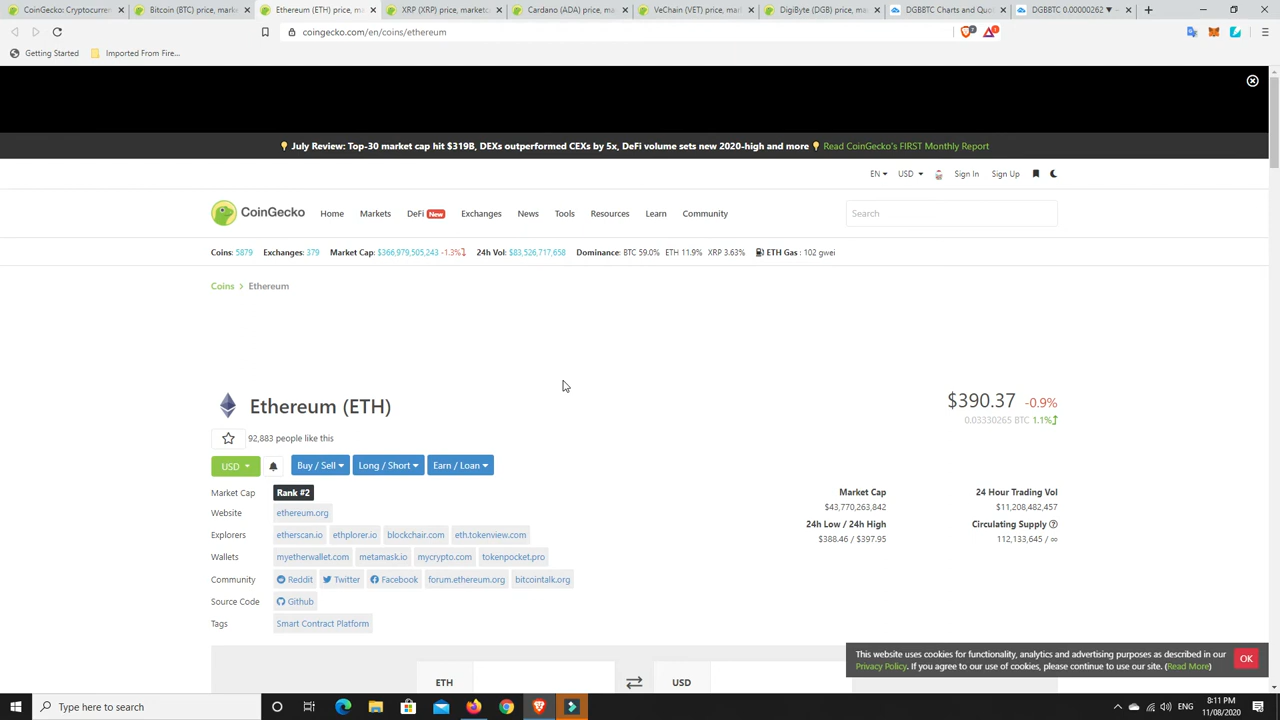 CoinGecko: Cryptocurr
Bitcoin (BTC) price, marke
Ethereum (ETH) price, m
XRP (XRP) price, marketc
Cardano (ADA) price, ma
VeChain (VET) price, mark
DigiByte (DGB) price, ma
DGBBTC Charts and Quo
DGBBTC 0.00000262 ▼
coingecko.com/en/coins/ethereum
Getting Started
Imported From Fire...
July Review: Top-30 market cap hit $319B, DEXs outperformed CEXs by 5x, DeFi volume sets new 2020-high and more Read CoinGecko's FIRST Monthly Report
EN USD Sign In Sign Up
CoinGecko Home Markets DeFi New Exchanges News Tools Resources Learn Community Search
Coins: 5879 Exchanges: 379 Market Cap: $366,979,505,243 -1.3% 24h Vol: $83,526,717,658 Dominance: BTC 59.0% ETH 11.9% XRP 3.63% ETH Gas : 102 gwei
Coins > Ethereum
Ethereum (ETH)
$390.37 -0.9%
0.03330265 BTC 1.1%
92,883 people like this
USD Buy / Sell Long / Short Earn / Loan
Market Cap Rank #2
Website ethereum.org
Explorers etherscan.io ethplorer.io blockchair.com eth.tokenview.com
Wallets myetherwallet.com metamask.io mycrypto.com tokenpocket.pro
Community Reddit Twitter Facebook forum.ethereum.org bitcointalk.org
Source Code Github
Tags Smart Contract Platform
Market Cap
$43,770,263,842
24 Hour Trading Vol
$11,208,482,457
24h Low / 24h High
$388.46 / $397.95
Circulating Supply
112,133,645 / ∞
ETH USD
This website uses cookies for functionality, analytics and advertising purposes as described in our
Privacy Policy. If you agree to our use of cookies, please continue to use our site. (Read More)
OK
Type here to search
ENG
8:11 PM
11/08/2020